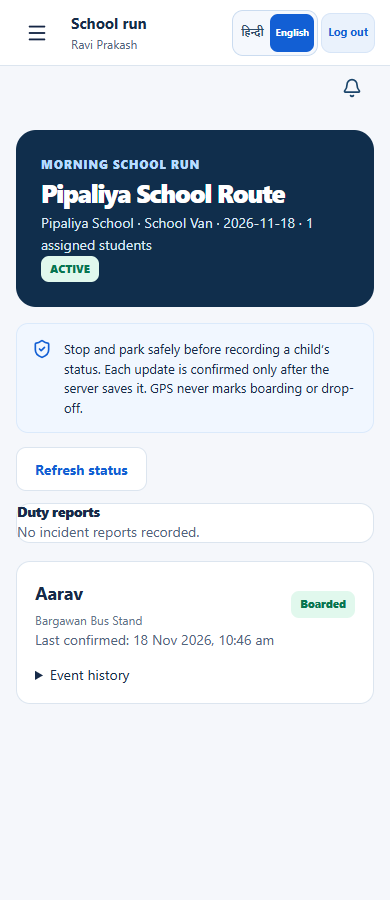 School run
Ravi Prakash
हिन्दी
English
Log out
MORNING SCHOOL RUN
Pipaliya School Route
Pipaliya School · School Van · 2026-11-18 · 1
assigned students
ACTIVE
Stop and park safely before recording a child's
status. Each update is confirmed only after the
server saves it. GPS never marks boarding or drop-
off.
Refresh status
Duty reports
No incident reports recorded.
Aarav
Boarded
Bargawan Bus Stand
Last confirmed: 18 Nov 2026, 10:46 am
Event history